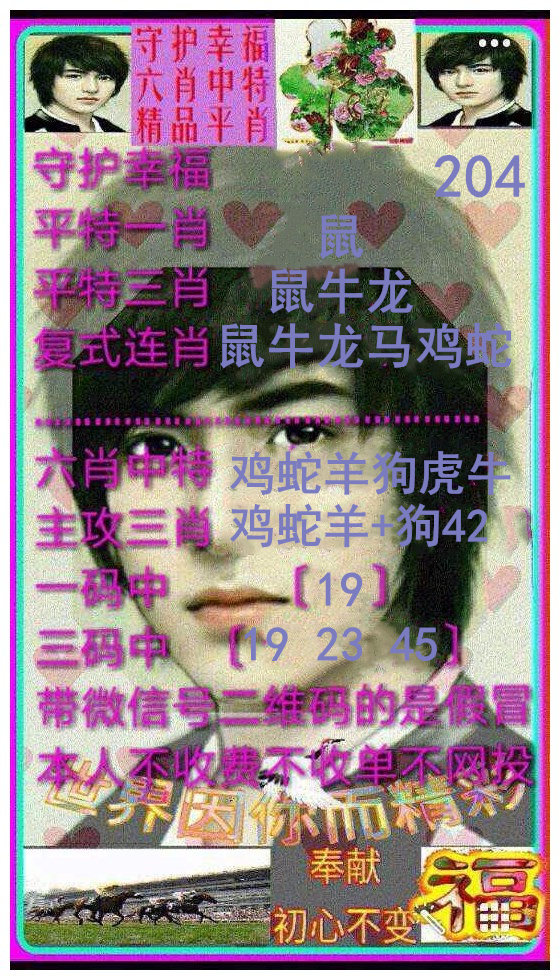 守护幸福
六肖中特
精品平肖
守护幸福 204
平特一肖 鼠
平特三肖 鼠牛龙
复式连肖 鼠牛龙马鸡蛇
六肖中特 鸡蛇羊狗虎牛
主攻三肖 鸡蛇羊+狗42
一码中 〔19〕
三码中 〔19 23 45〕
带微信号二维码的是假冒
本人不收费不收单不网投
世界因你而精彩
奉献
初心不变
福